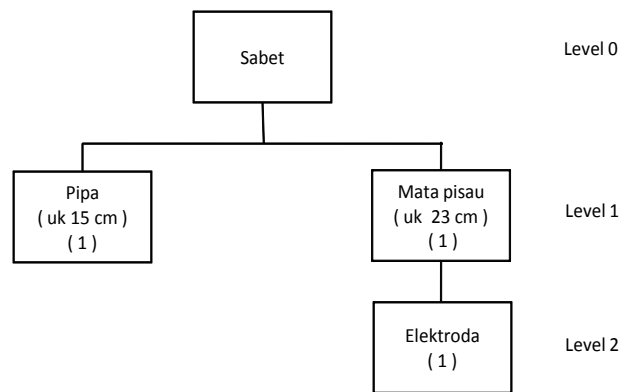 Sabet
Level 0
Pipa
( uk 15 cm )
( 1 )
Mata pisau
( uk 23 cm )
( 1 )
Level 1
Elektroda
( 1 )
Level 2